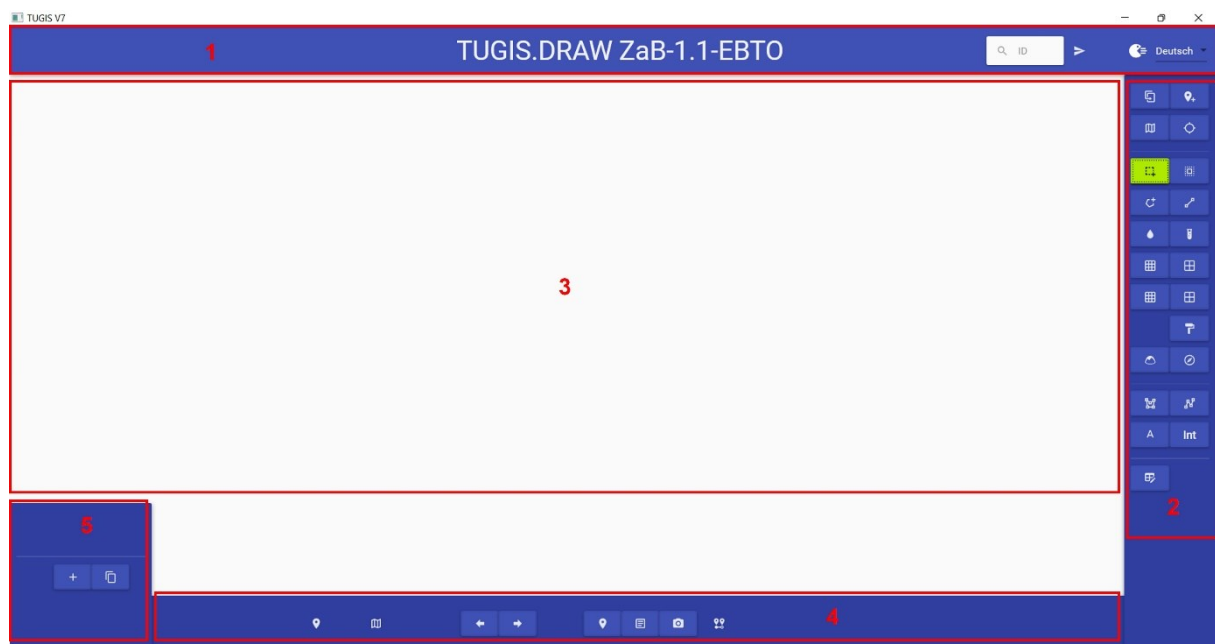 TUGIS V7
1
TUGIS.DRAW ZaB-1.1-EBTO
ID
Deutsch
3
A
Int
2
5
4